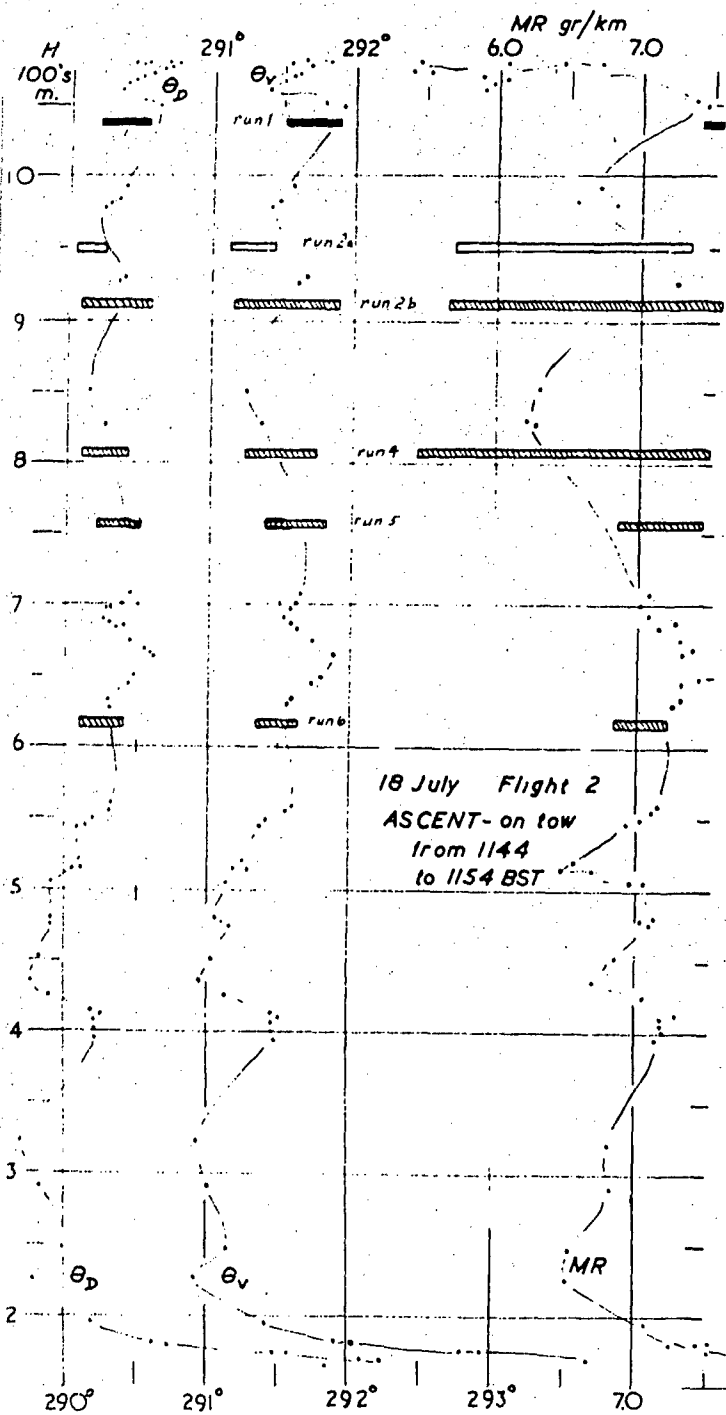 MR gr/km
H 291° 292° 6.0 7.0
100's
m.
θD θv
run 1
10
run 2a
run 2b
9
run 4
8
run 5
7
run 6
6
18 July Flight 2
ASCENT - on tow
from 1144
to 1154 BST
5
4
3
θD θv MR
2
290° 291° 292° 293° 7.0